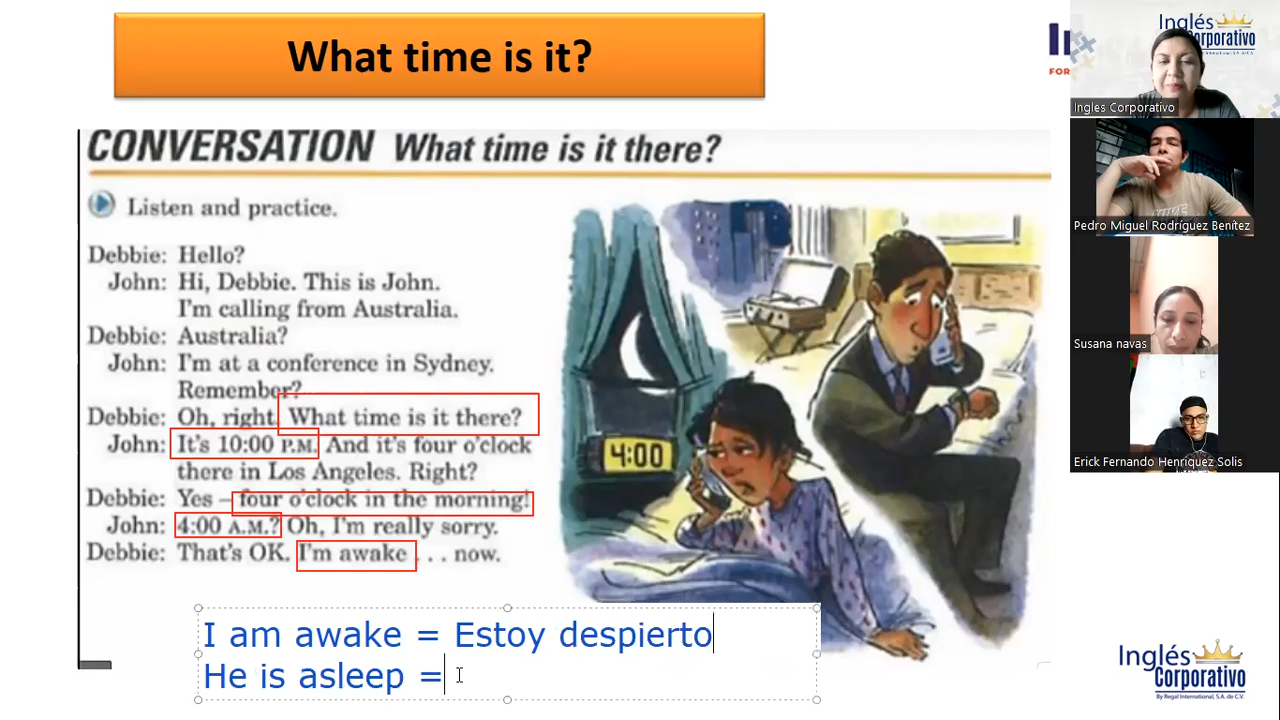 What time is it?
CONVERSATION What time is it there?
Listen and practice.
Debbie: Hello?
John: Hi, Debbie. This is John.
I'm calling from Australia.
Debbie: Australia?
John: I'm at a conference in Sydney.
Remember?
Debbie: Oh, right. What time is it there?
John: It's 10:00 P.M. And it's four o'clock
there in Los Angeles. Right?
Debbie: Yes – four o'clock in the morning!
John: 4:00 A.M.? Oh, I'm really sorry.
Debbie: That's OK. I'm awake . . . now.
4:00
I am awake = Estoy despierto
He is asleep =
Inglés
Corporativo
Ingles Corporativo
Pedro Miguel Rodríguez Benítez
Susana navas
Erick Fernando Henriquez Solis
Inglés
Corporativo
By Regal International, S.A. de C.V.